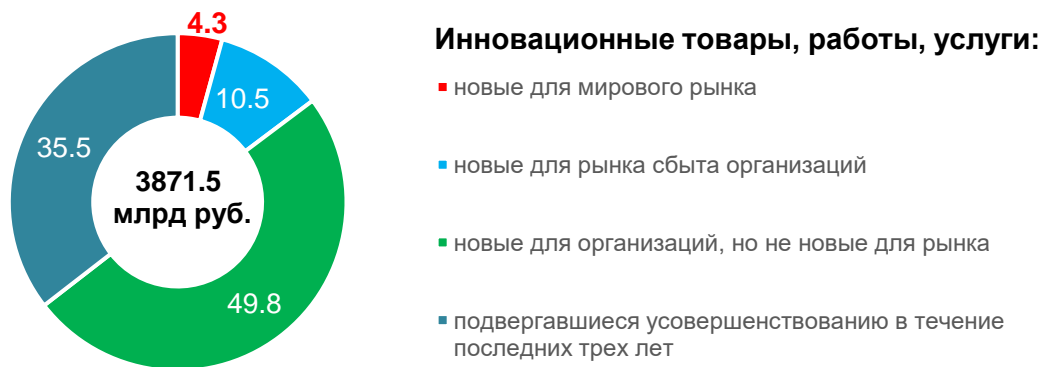 4.3
10.5
35.5
3871.5
млрд руб.
49.8
Инновационные товары, работы, услуги:
новые для мирового рынка
новые для рынка сбыта организаций
новые для организаций, но не новые для рынка
подвергавшиеся усовершенствованию в течение
последних трех лет